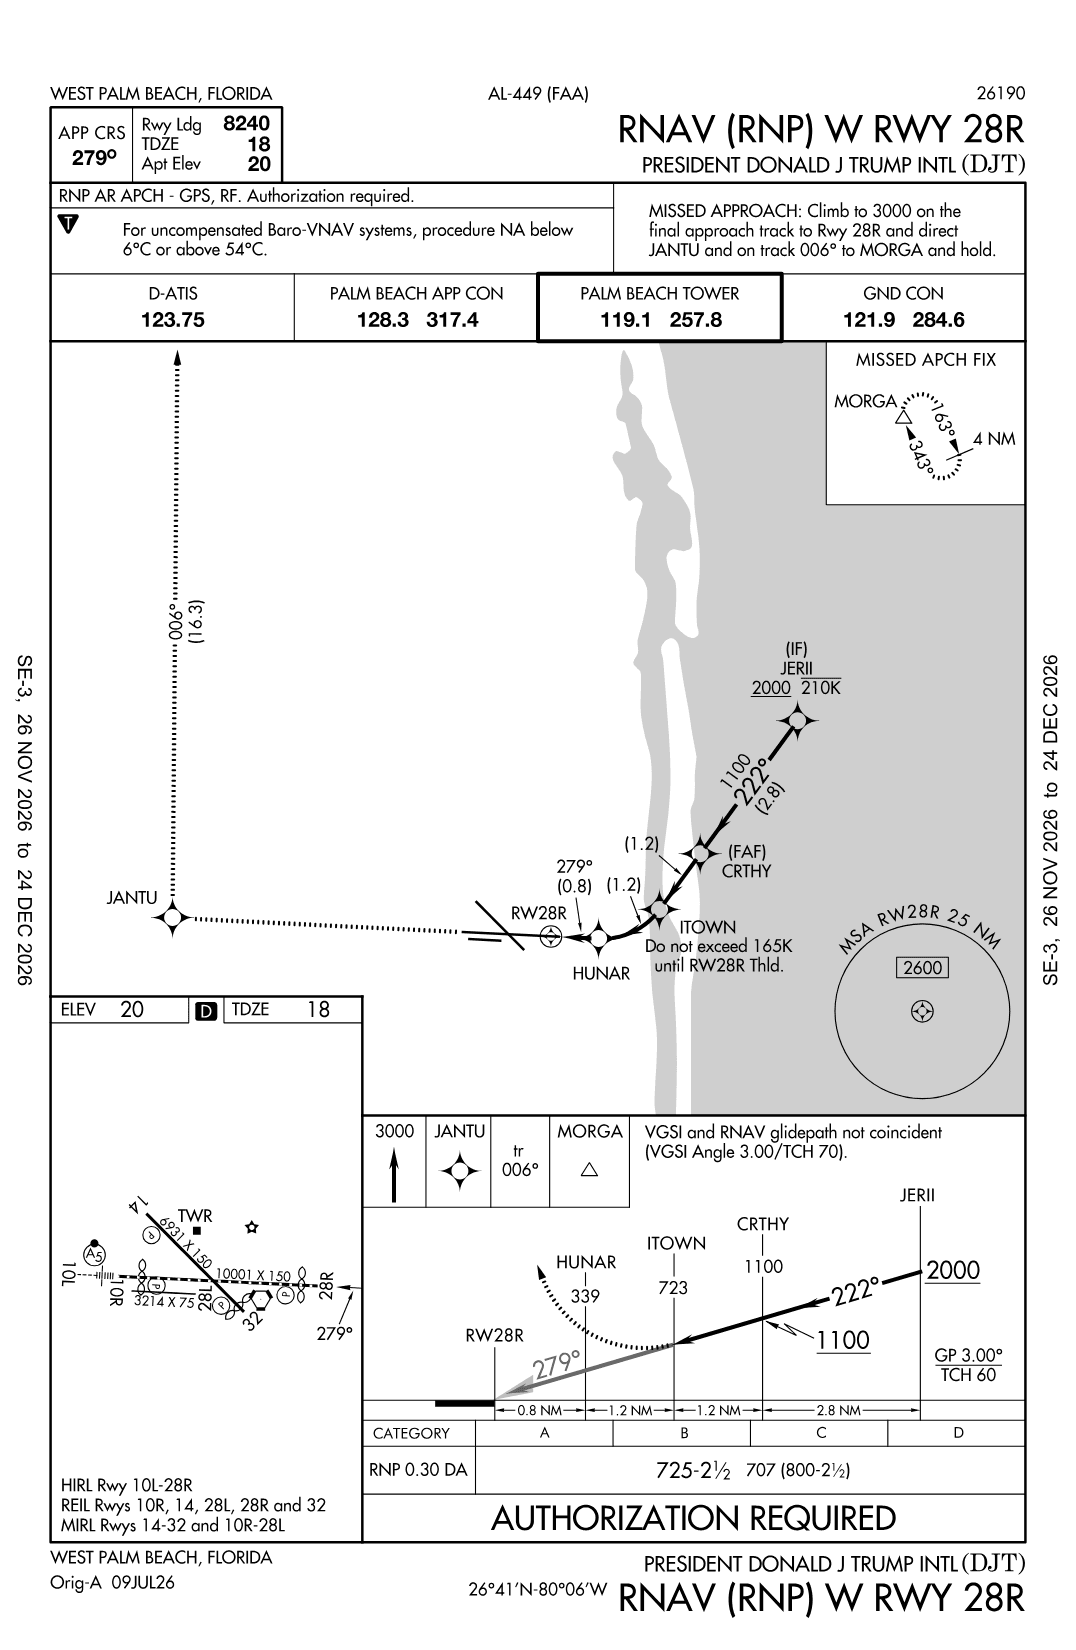 WEST PALM BEACH, FLORIDA
AL-449 (FAA)
26190
APP CRS
279°
Rwy Ldg 8240
TDZE 18
Apt Elev 20
RNAV (RNP) W RWY 28R
PRESIDENT DONALD J TRUMP INTL (DJT)
RNP AR APCH - GPS, RF. Authorization required.
T
For uncompensated Baro-VNAV systems, procedure NA below
6°C or above 54°C.
MISSED APPROACH: Climb to 3000 on the
final approach track to Rwy 28R and direct
JANTU and on track 006° to MORGA and hold.
D-ATIS
123.75
PALM BEACH APP CON
128.3 317.4
PALM BEACH TOWER
119.1 257.8
GND CON
121.9 284.6
MISSED APCH FIX
MORGA
163°
343°
4 NM
006°
(16.3)
(IF)
JERII
2000 210K
1100
222°
(2.8)
(1.2)
(FAF)
CRTHY
279°
(0.8)
(1.2)
JANTU
RW28R
ITOWN
Do not exceed 165K
until RW28R Thld.
HUNAR
MSA RW28R 25 NM
2600
SE-3, 26 NOV 2026 to 24 DEC 2026
SE-3, 26 NOV 2026 to 24 DEC 2026
ELEV 20
D
TDZE 18
14
TWR
6931 X 150
P
A5
10L
10R
P
10001 X 150
3214 X 75
28L
P
P
32
28R
279°
HIRL Rwy 10L-28R
REIL Rwys 10R, 14, 28L, 28R and 32
MIRL Rwys 14-32 and 10R-28L
3000
JANTU
tr
006°
MORGA
VGSI and RNAV glidepath not coincident
(VGSI Angle 3.00/TCH 70).
JERII
CRTHY
1100
ITOWN
723
HUNAR
339
RW28R
2000
222°
1100
279°
GP 3.00°
TCH 60
0.8 NM
1.2 NM
1.2 NM
2.8 NM
CATEGORY A B C D
RNP 0.30 DA 725-2½ 707 (800-2½)
AUTHORIZATION REQUIRED
WEST PALM BEACH, FLORIDA
Orig-A 09JUL26
26°41'N-80°06'W
PRESIDENT DONALD J TRUMP INTL (DJT)
RNAV (RNP) W RWY 28R